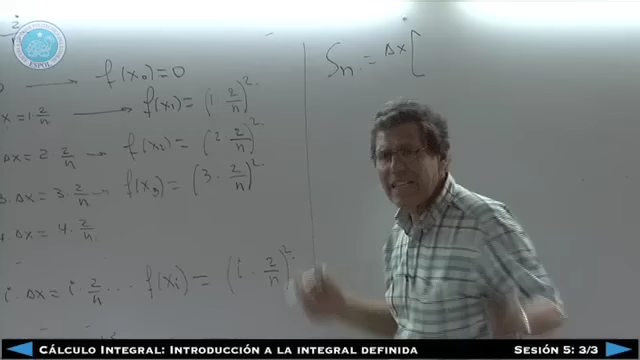 ESPOL
→ f(x₀) = 0
x = 1·2/n → f(x₁) = (1·2/n)²·
Δx = 2·2/n → f(x₂) = (2·2/n)²·
3·Δx = 3·2/n → f(x₃) = (3·2/n)²·
Δx = 4·2/n
i·Δx = i·2/n ... f(xᵢ) = (i·2/n)²·
Sn = Δx [
CÁLCULO INTEGRAL: INTRODUCCIÓN A LA INTEGRAL DEFINIDA
SESIÓN 5: 3/3